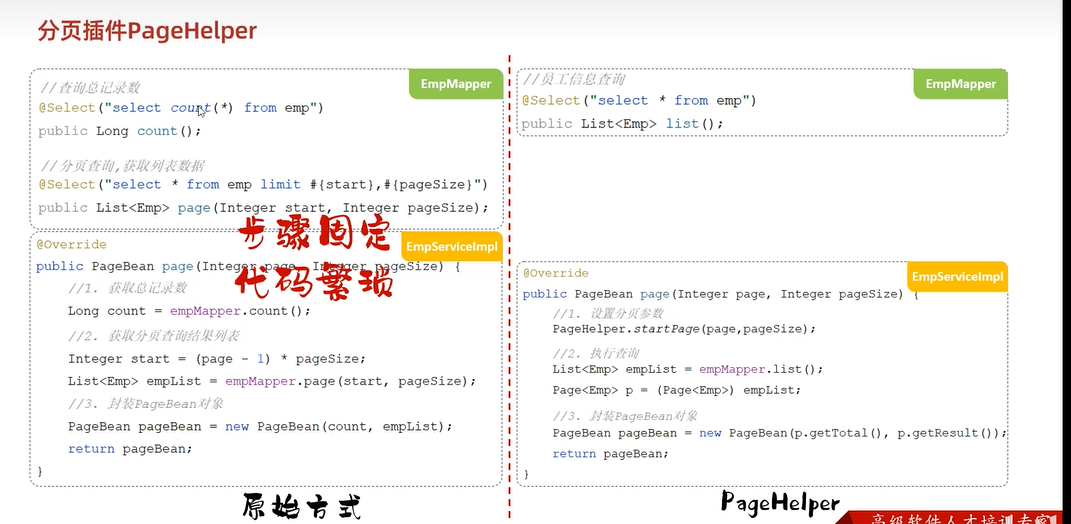 分页插件PageHelper
EmpMapper
//查询总记录数
@Select("select count(*) from emp")
public Long count();
//分页查询,获取列表数据
@Select("select * from emp limit #{start},#{pageSize}")
public List<Emp> page(Integer start, Integer pageSize);
步骤固定
代码繁琐
EmpServiceImpl
@Override
public PageBean page(Integer page, Integer pageSize) {
//1. 获取总记录数
Long count = empMapper.count();
//2. 获取分页查询结果列表
Integer start = (page - 1) * pageSize;
List<Emp> empList = empMapper.page(start, pageSize);
//3. 封装PageBean对象
PageBean pageBean = new PageBean(count, empList);
return pageBean;
}
原始方式
EmpMapper
//员工信息查询
@Select("select * from emp")
public List<Emp> list();
EmpServiceImpl
@Override
public PageBean page(Integer page, Integer pageSize) {
//1. 设置分页参数
PageHelper.startPage(page,pageSize);
//2. 执行查询
List<Emp> empList = empMapper.list();
Page<Emp> p = (Page<Emp>) empList;
//3. 封装PageBean对象
PageBean pageBean = new PageBean(p.getTotal(), p.getResult());
return pageBean;
}
PageHelper
高级软件人才培训专家